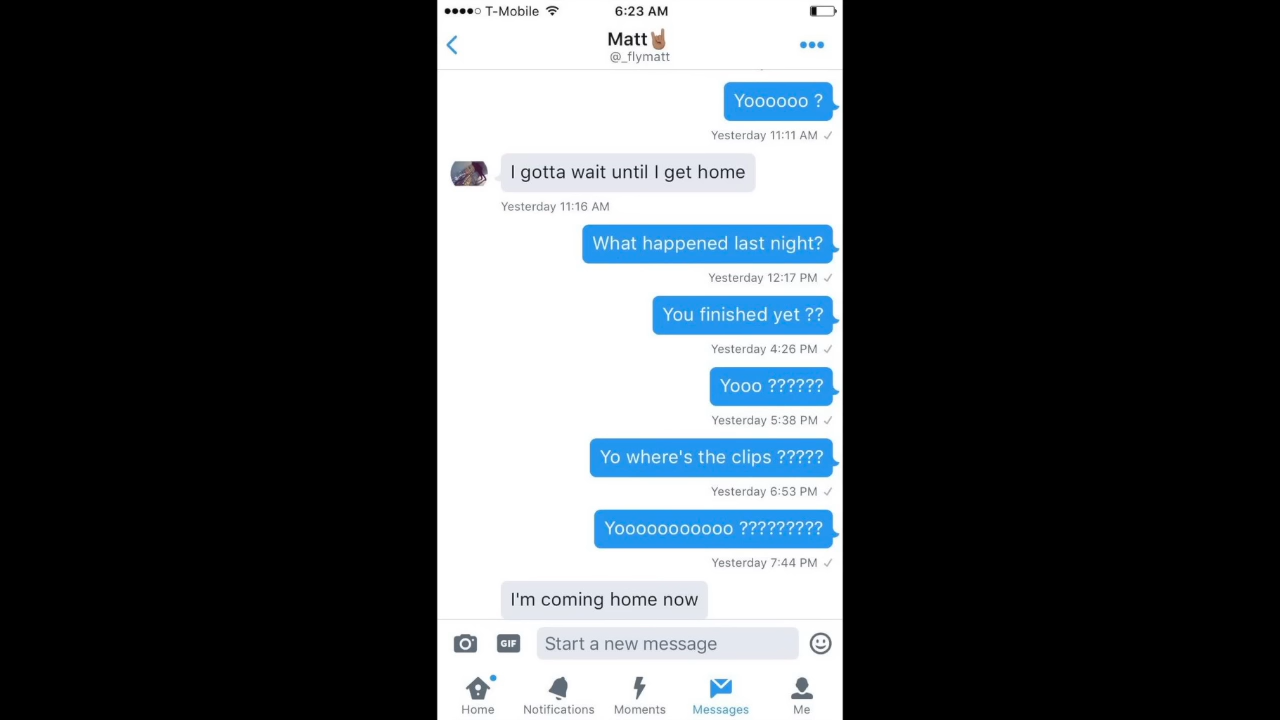 T-Mobile 6:23 AM
Matt🤘🏽
@_flymatt
Yoooooo ?
Yesterday 11:11 AM ✓
I gotta wait until I get home
Yesterday 11:16 AM
What happened last night?
Yesterday 12:17 PM ✓
You finished yet ??
Yesterday 4:26 PM ✓
Yooo ??????
Yesterday 5:38 PM ✓
Yo where's the clips ?????
Yesterday 6:53 PM ✓
Yooooooooooo ?????????
Yesterday 7:44 PM ✓
I'm coming home now
GIF Start a new message
Home Notifications Moments Messages Me